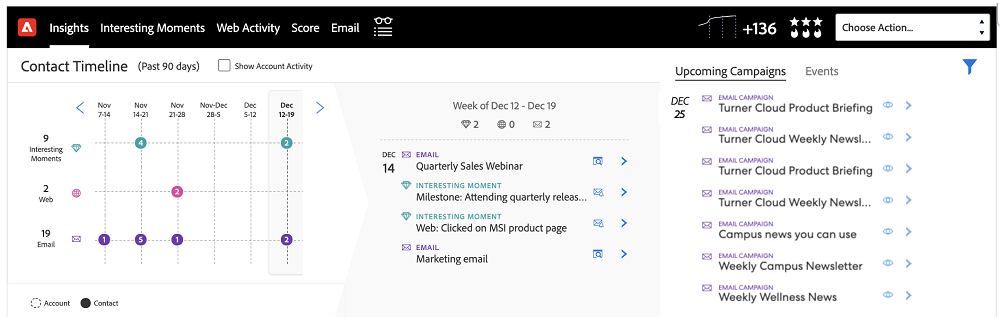 Insights Interesting Moments Web Activity Score Email +136 Choose Action...
Contact Timeline (Past 90 days) Show Account Activity
Nov Nov Nov Nov-Dec Dec Dec
7-14 14-21 21-28 28-5 5-12 12-19
9
Interesting
Moments
4 2
2
Web
2
19
Email
1 5 1 2
Account Contact
Week of Dec 12 - Dec 19
2 0 2
DEC
14
EMAIL
Quarterly Sales Webinar
INTERESTING MOMENT
Milestone: Attending quarterly releas...
INTERESTING MOMENT
Web: Clicked on MSI product page
EMAIL
Marketing email
Upcoming Campaigns Events
DEC
25
EMAIL CAMPAIGN
Turner Cloud Product Briefing
EMAIL CAMPAIGN
Turner Cloud Weekly Newsl...
EMAIL CAMPAIGN
Turner Cloud Product Briefing
EMAIL CAMPAIGN
Turner Cloud Weekly Newsl...
EMAIL CAMPAIGN
Campus news you can use
EMAIL CAMPAIGN
Weekly Campus Newsletter
EMAIL CAMPAIGN
Weekly Wellness News